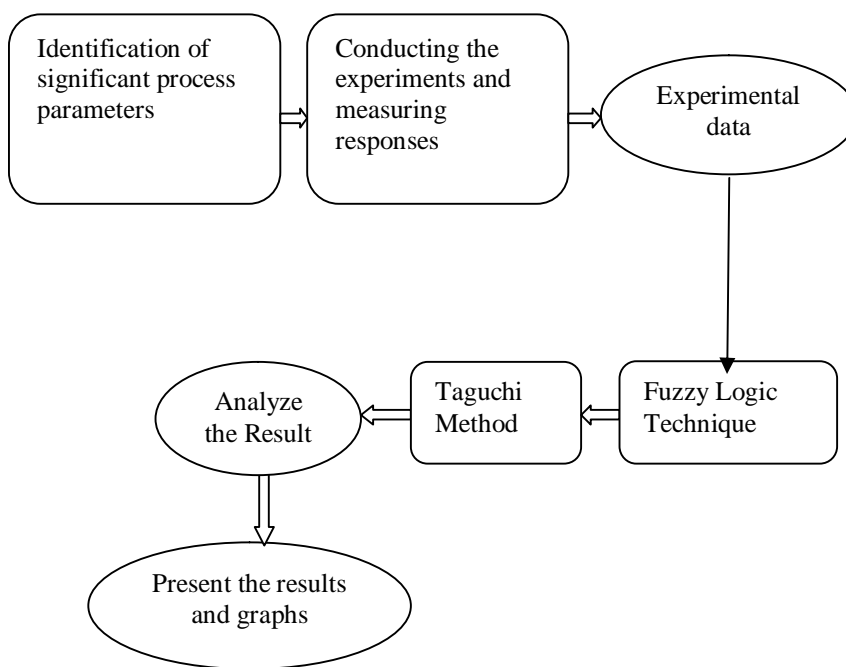 Identification of
significant process
parameters
Conducting the
experiments and
measuring
responses
Experimental
data
Fuzzy Logic
Technique
Taguchi
Method
Analyze
the Result
Present the results
and graphs